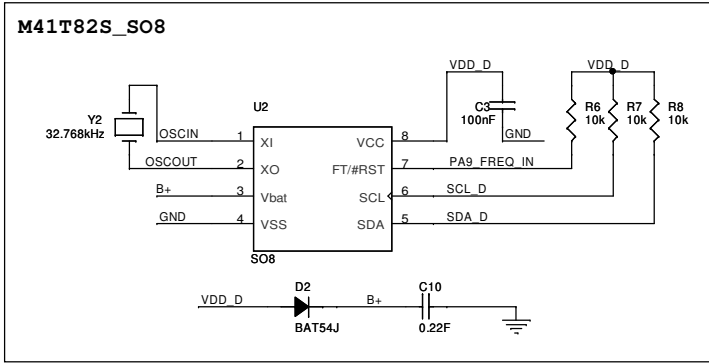 M41T82S_SO8
VDD_D
VDD_D
U2
Y2
32.768kHz
C3
100nF
R6
10k
R7
10k
R8
10k
GND
OSCIN
1
XI
VCC
8
OSCOUT
2
XO
FT/#RST
7
PA9_FREQ_IN
B+
3
Vbat
SCL
6
SCL_D
GND
4
VSS
SDA
5
SDA_D
SO8
VDD_D
D2
BAT54J
B+
C10
0.22F